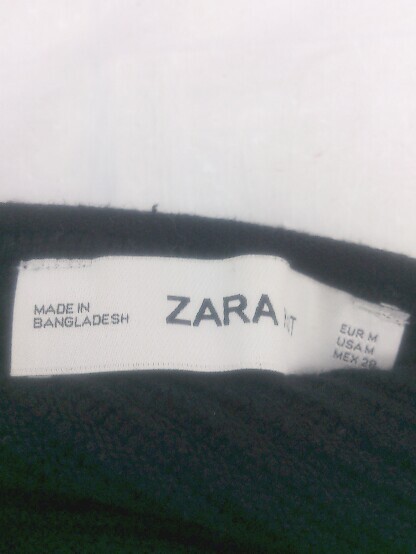 MADE IN
BANGLADESH
ZARA
EUR M
USA M
MEX 28